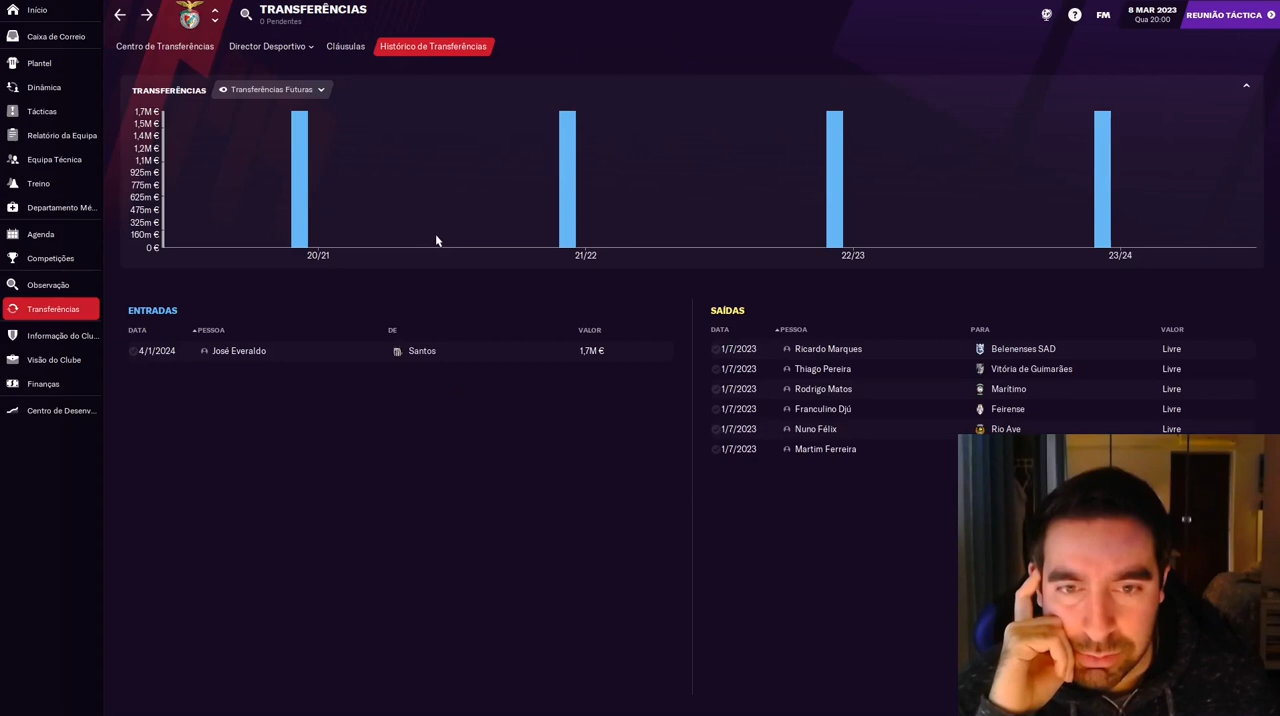 Início
Caixa de Correio
Plantel
Dinâmica
Tácticas
Relatório da Equipa
Equipa Técnica
Treino
Departamento Mé...
Agenda
Competições
Observação
Transferências
Informação do Clu...
Visão do Clube
Finanças
Centro de Desenv...
TRANSFERÊNCIAS
0 Pendentes
FM
8 MAR 2023
Qua 20:00
REUNIÃO TÁCTICA
Centro de Transferências Director Desportivo Cláusulas Histórico de Transferências
TRANSFERÊNCIAS Transferências Futuras
1,7M €
1,5M €
1,4M €
1,2M €
1,1M €
925m €
775m €
625m €
475m €
325m €
160m €
0 €
20/21 21/22 22/23 23/24
ENTRADAS
DATA PESSOA DE VALOR
4/1/2024 José Everaldo Santos 1,7M €
SAÍDAS
DATA PESSOA PARA VALOR
1/7/2023 Ricardo Marques Belenenses SAD Livre
1/7/2023 Thiago Pereira Vitória de Guimarães Livre
1/7/2023 Rodrigo Matos Marítimo Livre
1/7/2023 Franculino Djú Feirense Livre
1/7/2023 Nuno Félix Rio Ave Livre
1/7/2023 Martim Ferreira